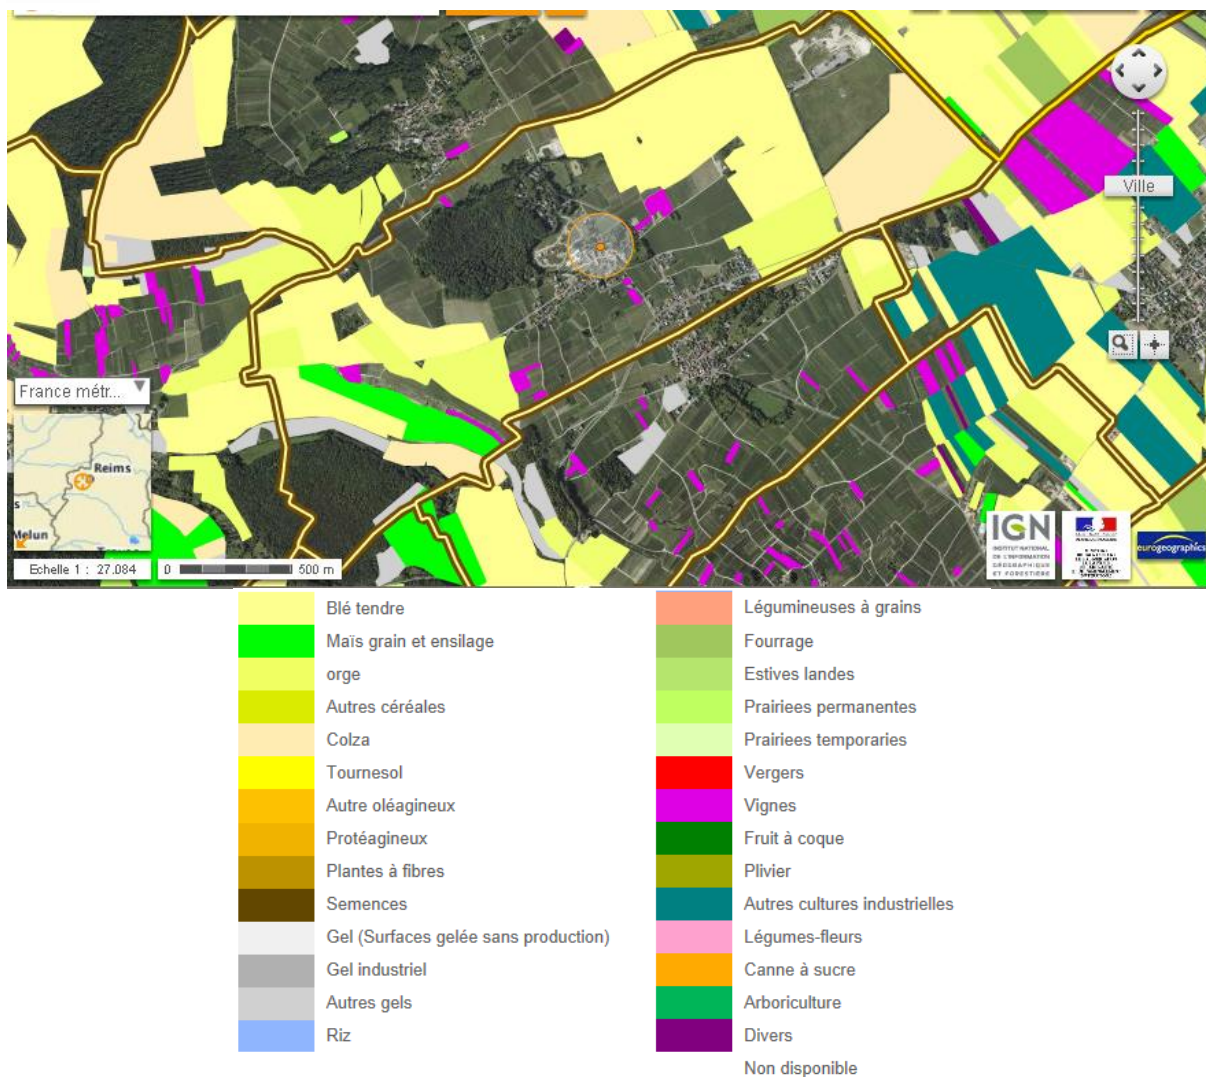 Ville
France métr...
Reims
s
Melun
Echelle 1 : 27.084
0
500 m
IGN
INSTITUT NATIONAL
DE L'INFORMATION
GÉOGRAPHIQUE
ET FORESTIÈRE
eurogeographics
Blé tendre
Maïs grain et ensilage
orge
Autres céréales
Colza
Tournesol
Autre oléagineux
Protéagineux
Plantes à fibres
Semences
Gel (Surfaces gelée sans production)
Gel industriel
Autres gels
Riz
Légumineuses à grains
Fourrage
Estives landes
Prairiees permanentes
Prairiees temporaries
Vergers
Vignes
Fruit à coque
Plivier
Autres cultures industrielles
Légumes-fleurs
Canne à sucre
Arboriculture
Divers
Non disponible